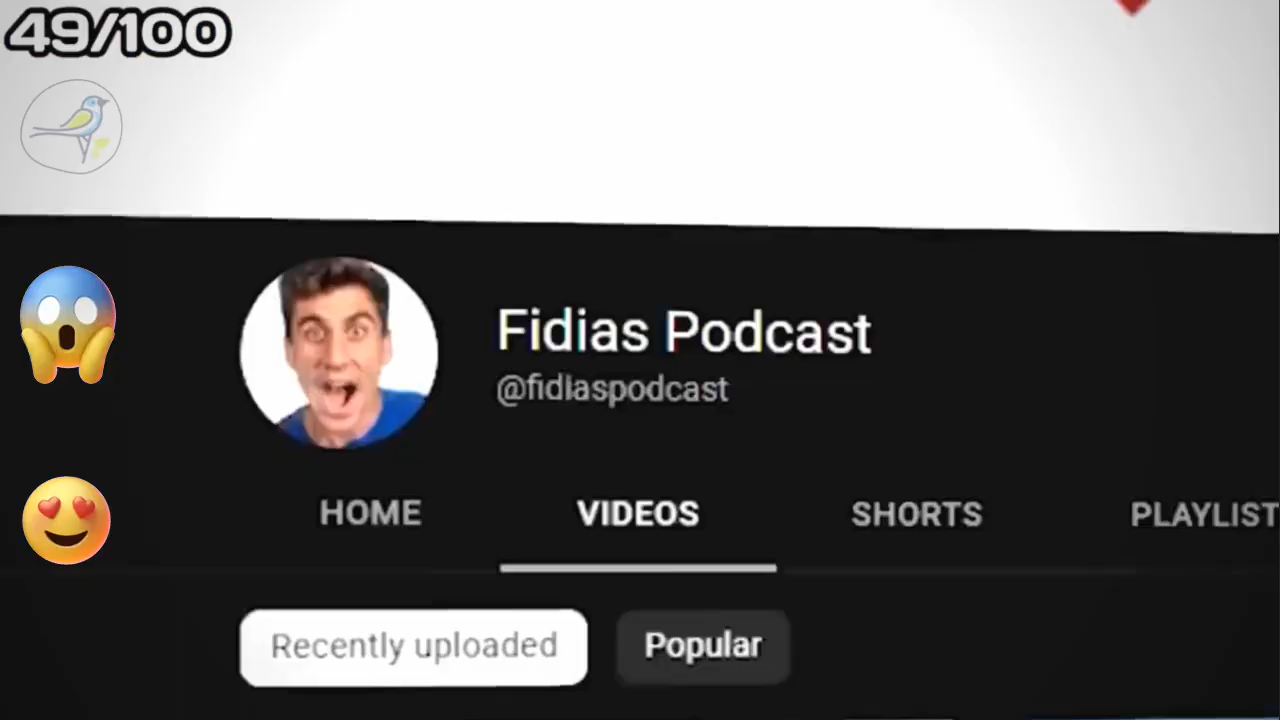 49/100
Fidias Podcast
@fidiaspodcast
HOME VIDEOS SHORTS PLAYLIST
Recently uploaded Popular